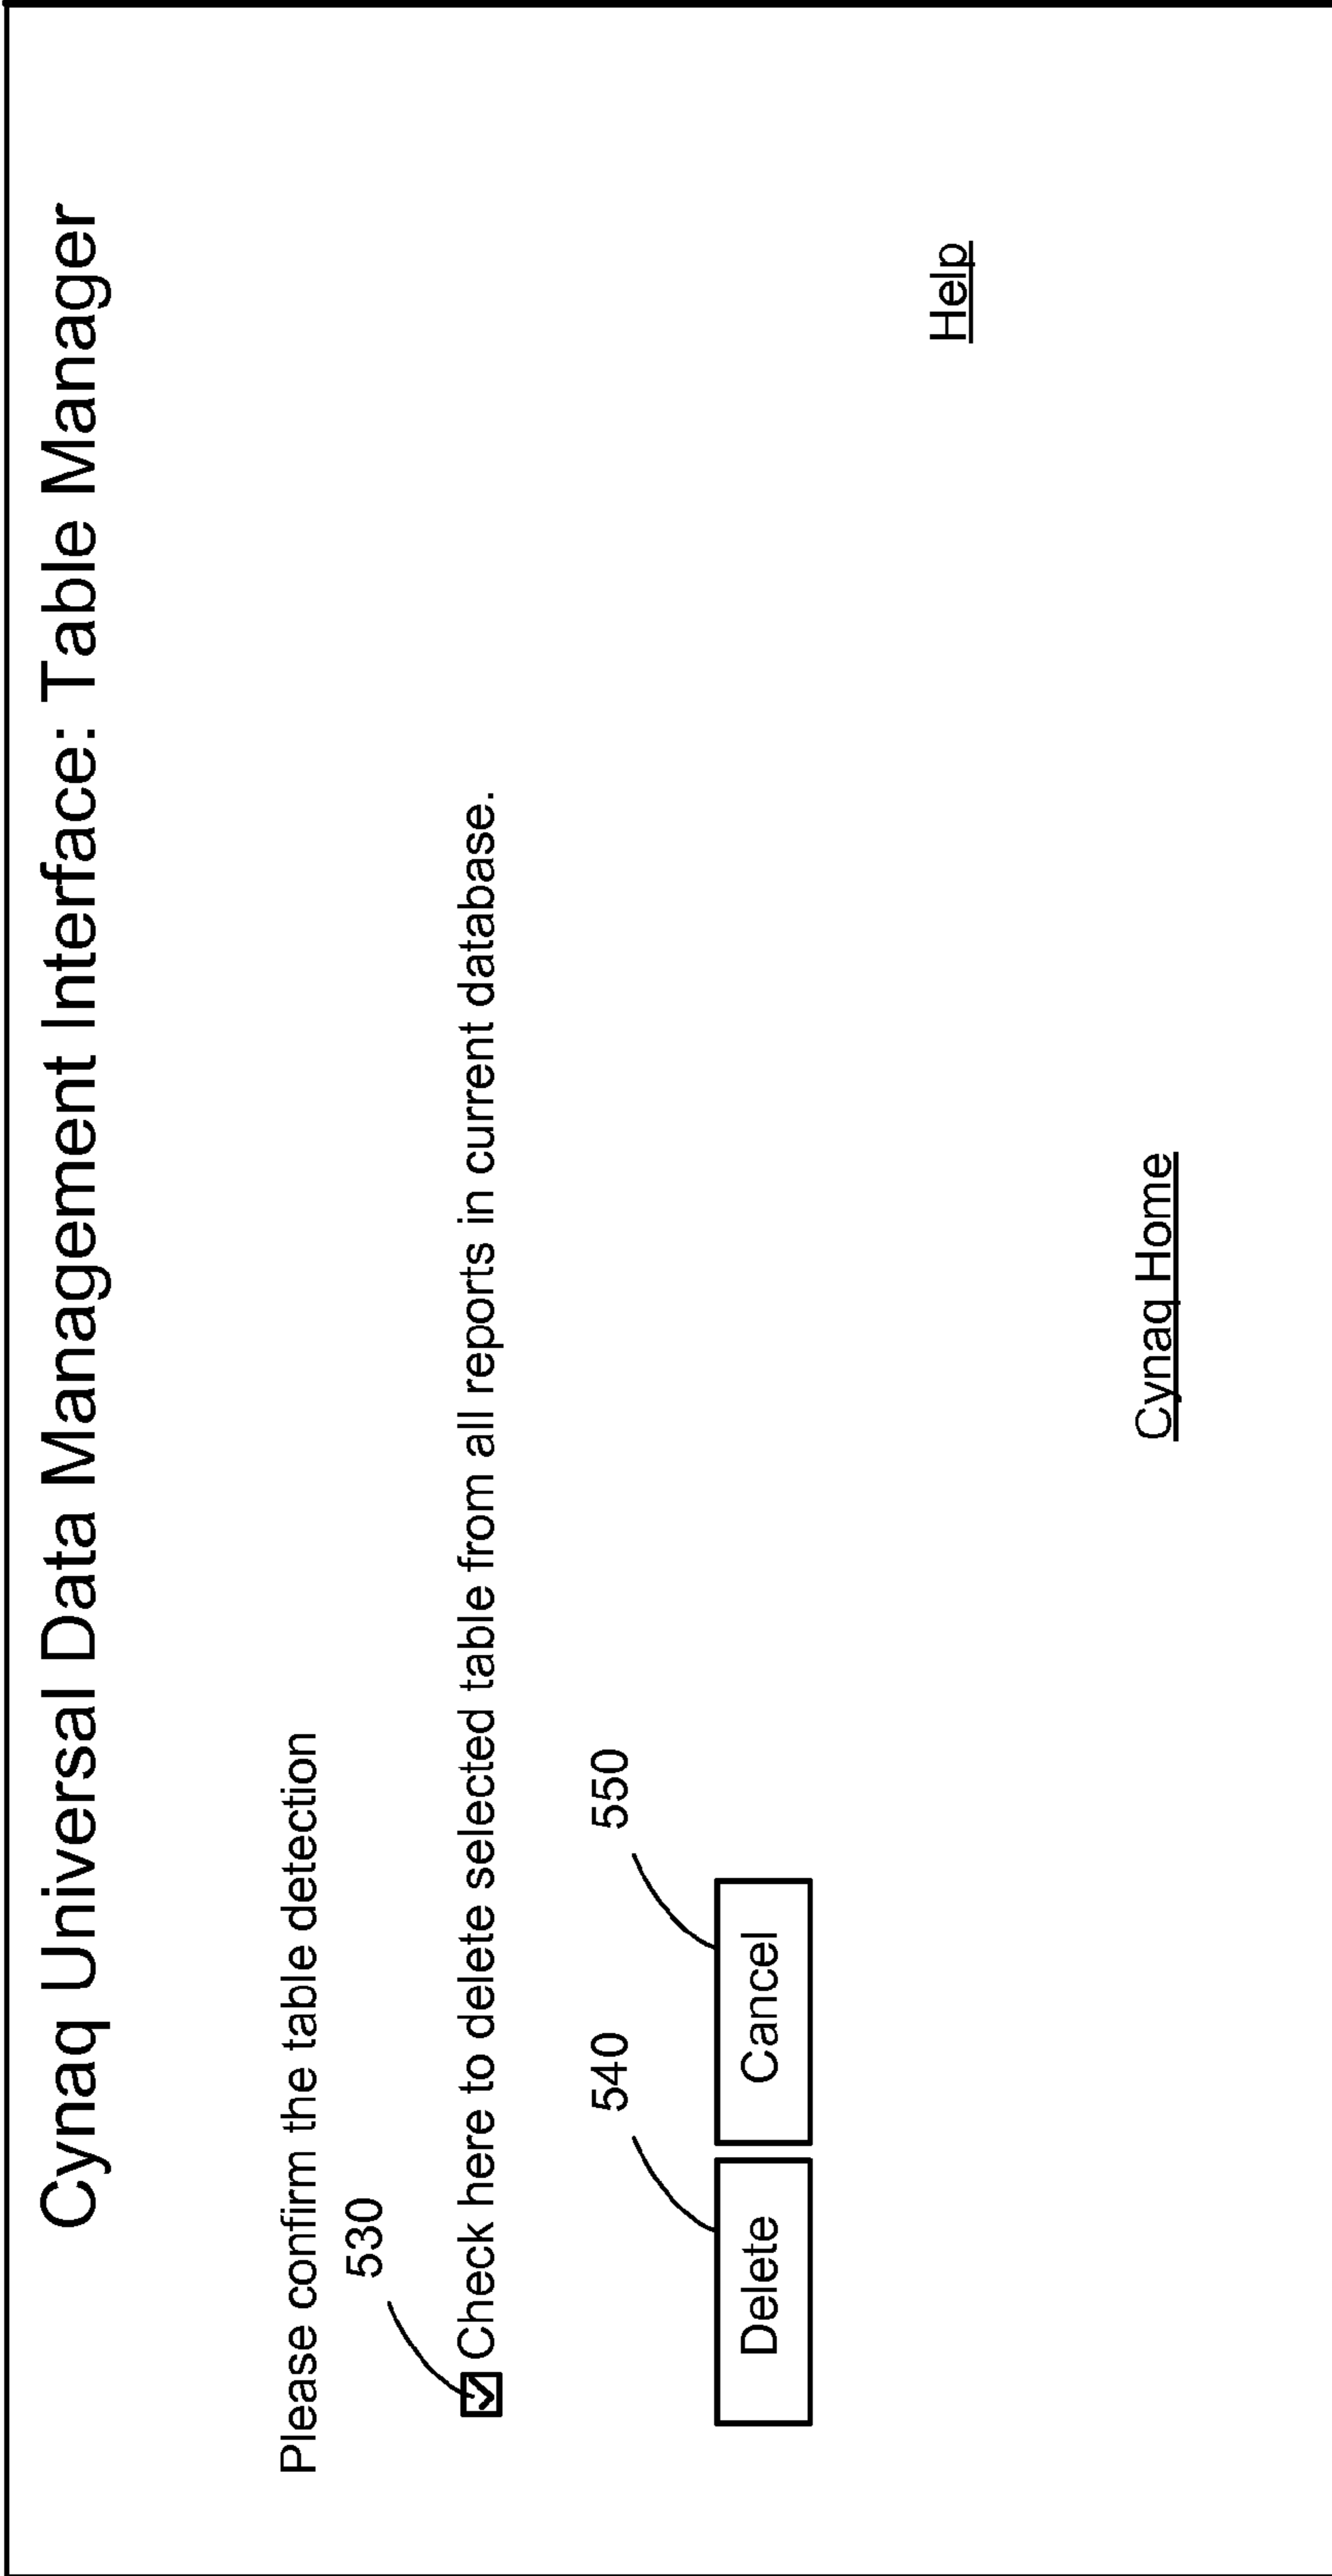 Cynaq Universal Data Management Interface: Table Manager
Please confirm the table detection
530
Check here to delete selected table from all reports in current database.
540 550
Delete Cancel
Help
Cynaq Home